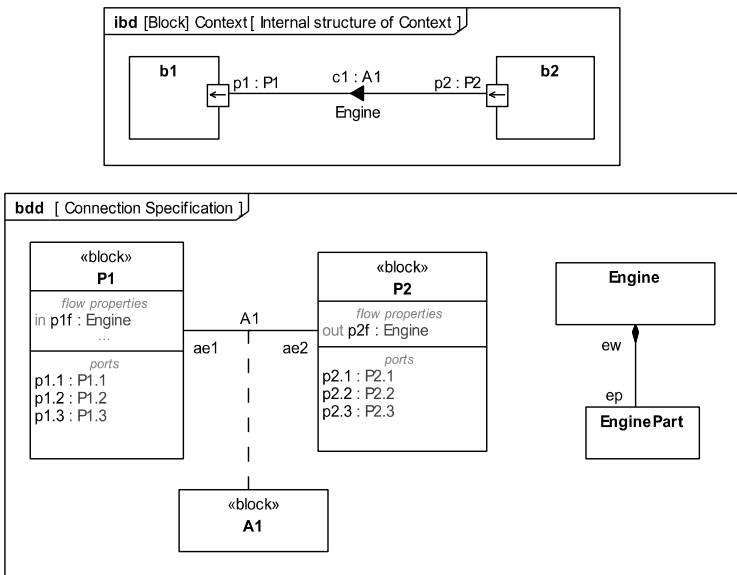 ibd [Block] Context [ Internal structure of Context ]
b1
b2
p1 : P1
c1 : A1
p2 : P2
Engine
bdd [ Connection Specification ]
«block»
P1
flow properties
in p1f : Engine
...
ports
p1.1 : P1.1
p1.2 : P1.2
p1.3 : P1.3
A1
ae1
ae2
«block»
P2
flow properties
out p2f : Engine
ports
p2.1 : P2.1
p2.2 : P2.2
p2.3 : P2.3
Engine
ew
ep
EnginePart
«block»
A1